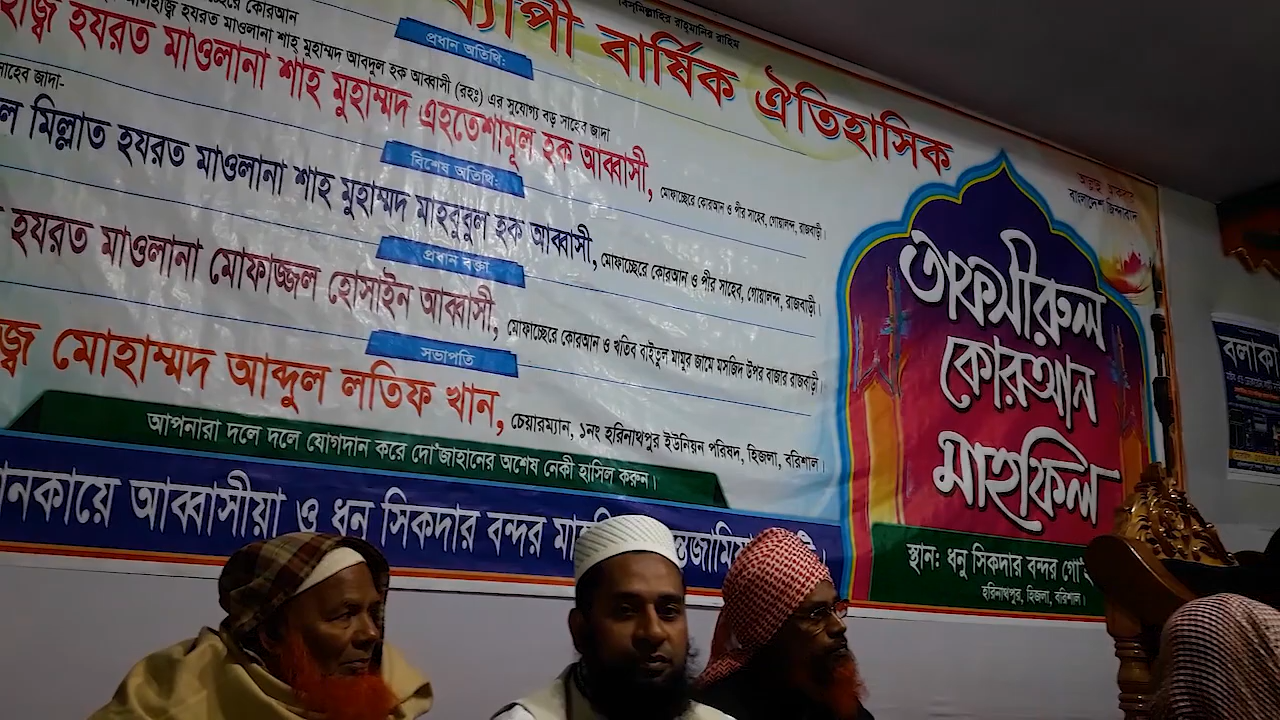 বিস্‌মিল্লাহির রাহ্‌মানির রাহিম
ব্যাপী বার্ষিক ঐতিহাসিক
প্রধান অতিথি:
হযরত মাওলানা শাহ্‌ মুহাম্মদ আবদুল হক আব্বাসী (রহঃ) এর সুযোগ্য বড় সাহেব জাদা
হযরত মাওলানা শাহ মুহাম্মদ এহতেশামুল হক আব্বাসী, মোফাচ্ছেরে কোরআন ও পীর সাহেব, গোয়ালন্দ, রাজবাড়ী।
সাহেব জাদা-
বিশেষ অতিথি:
মিল্লাত হযরত মাওলানা শাহ মুহাম্মদ মাহবুবুল হক আব্বাসী, মোফাচ্ছেরে কোরআন ও পীর সাহেব, গোয়ালন্দ, রাজবাড়ী।
প্রধান বক্তা
হযরত মাওলানা মোফাজ্জল হোসাইন আব্বাসী, মোফাচ্ছেরে কোরআন ও খতিব বাইতুল মামুর জামে মসজিদ উপর বাজার রাজবাড়ী।
সভাপতি
মোহাম্মদ আব্দুল লতিফ খান, চেয়ারম্যান, ১নং হরিনাথপুর ইউনিয়ন পরিষদ, হিজলা, বরিশাল।
আপনারা দলে দলে যোগদান করে দো'জাহানের অশেষ নেকী হাসিল করুন।
আব্বাসীয়া ও ধনু সিকদার বন্দর
বাংলাদেশ জিন্দাবাদ
তাফসীরুল
কোরআন
মাহফিল
স্থান: ধনু সিকদার বন্দর
হরিনাথপুর, হিজলা, বরিশাল।
বলাকা